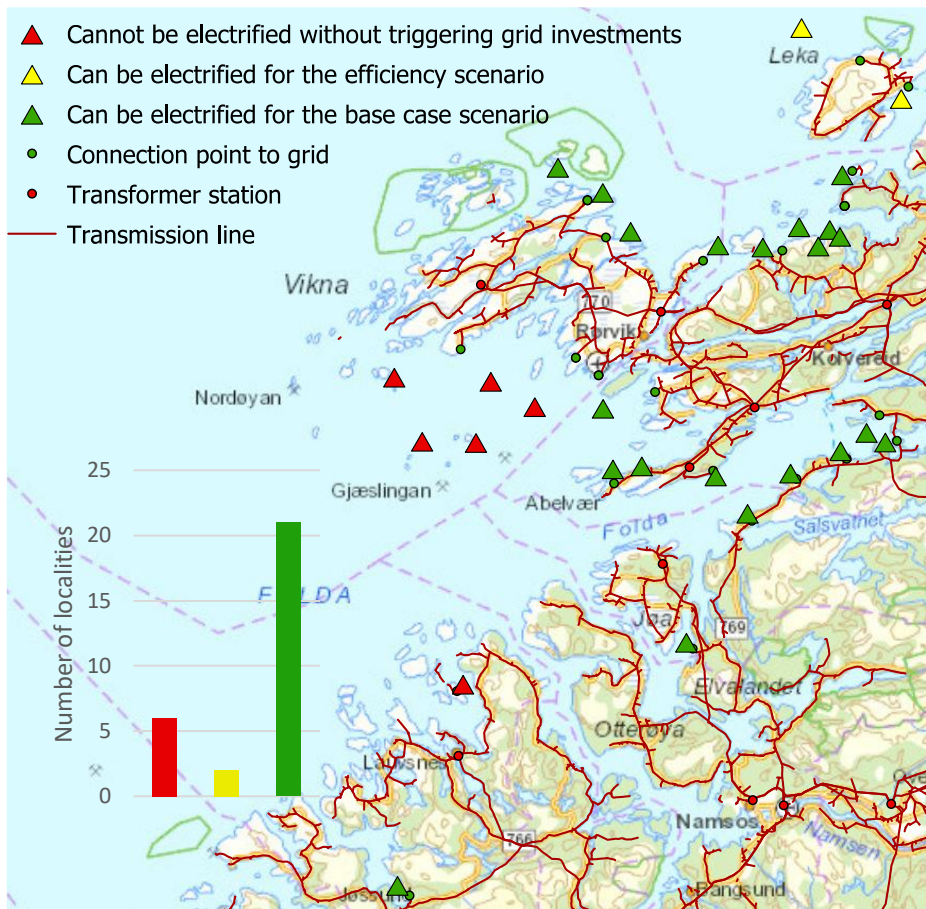 Cannot be electrified without triggering grid investments
Leka
Can be electrified for the efficiency scenario
Can be electrified for the base case scenario
Connection point to grid
Transformer station
Transmission line
Vikna
770
Rørvik
Kolvereid
Nordøyan
Gjæslingan
Abelvær
Folda
Salsvatnet
25
20
15
10
5
0
Number of localities
FOLDA
Jøa
769
Elvalandet
Otterøya
Lauvsnes
Namsos
Namsen
766
Jøssund
Bangsund